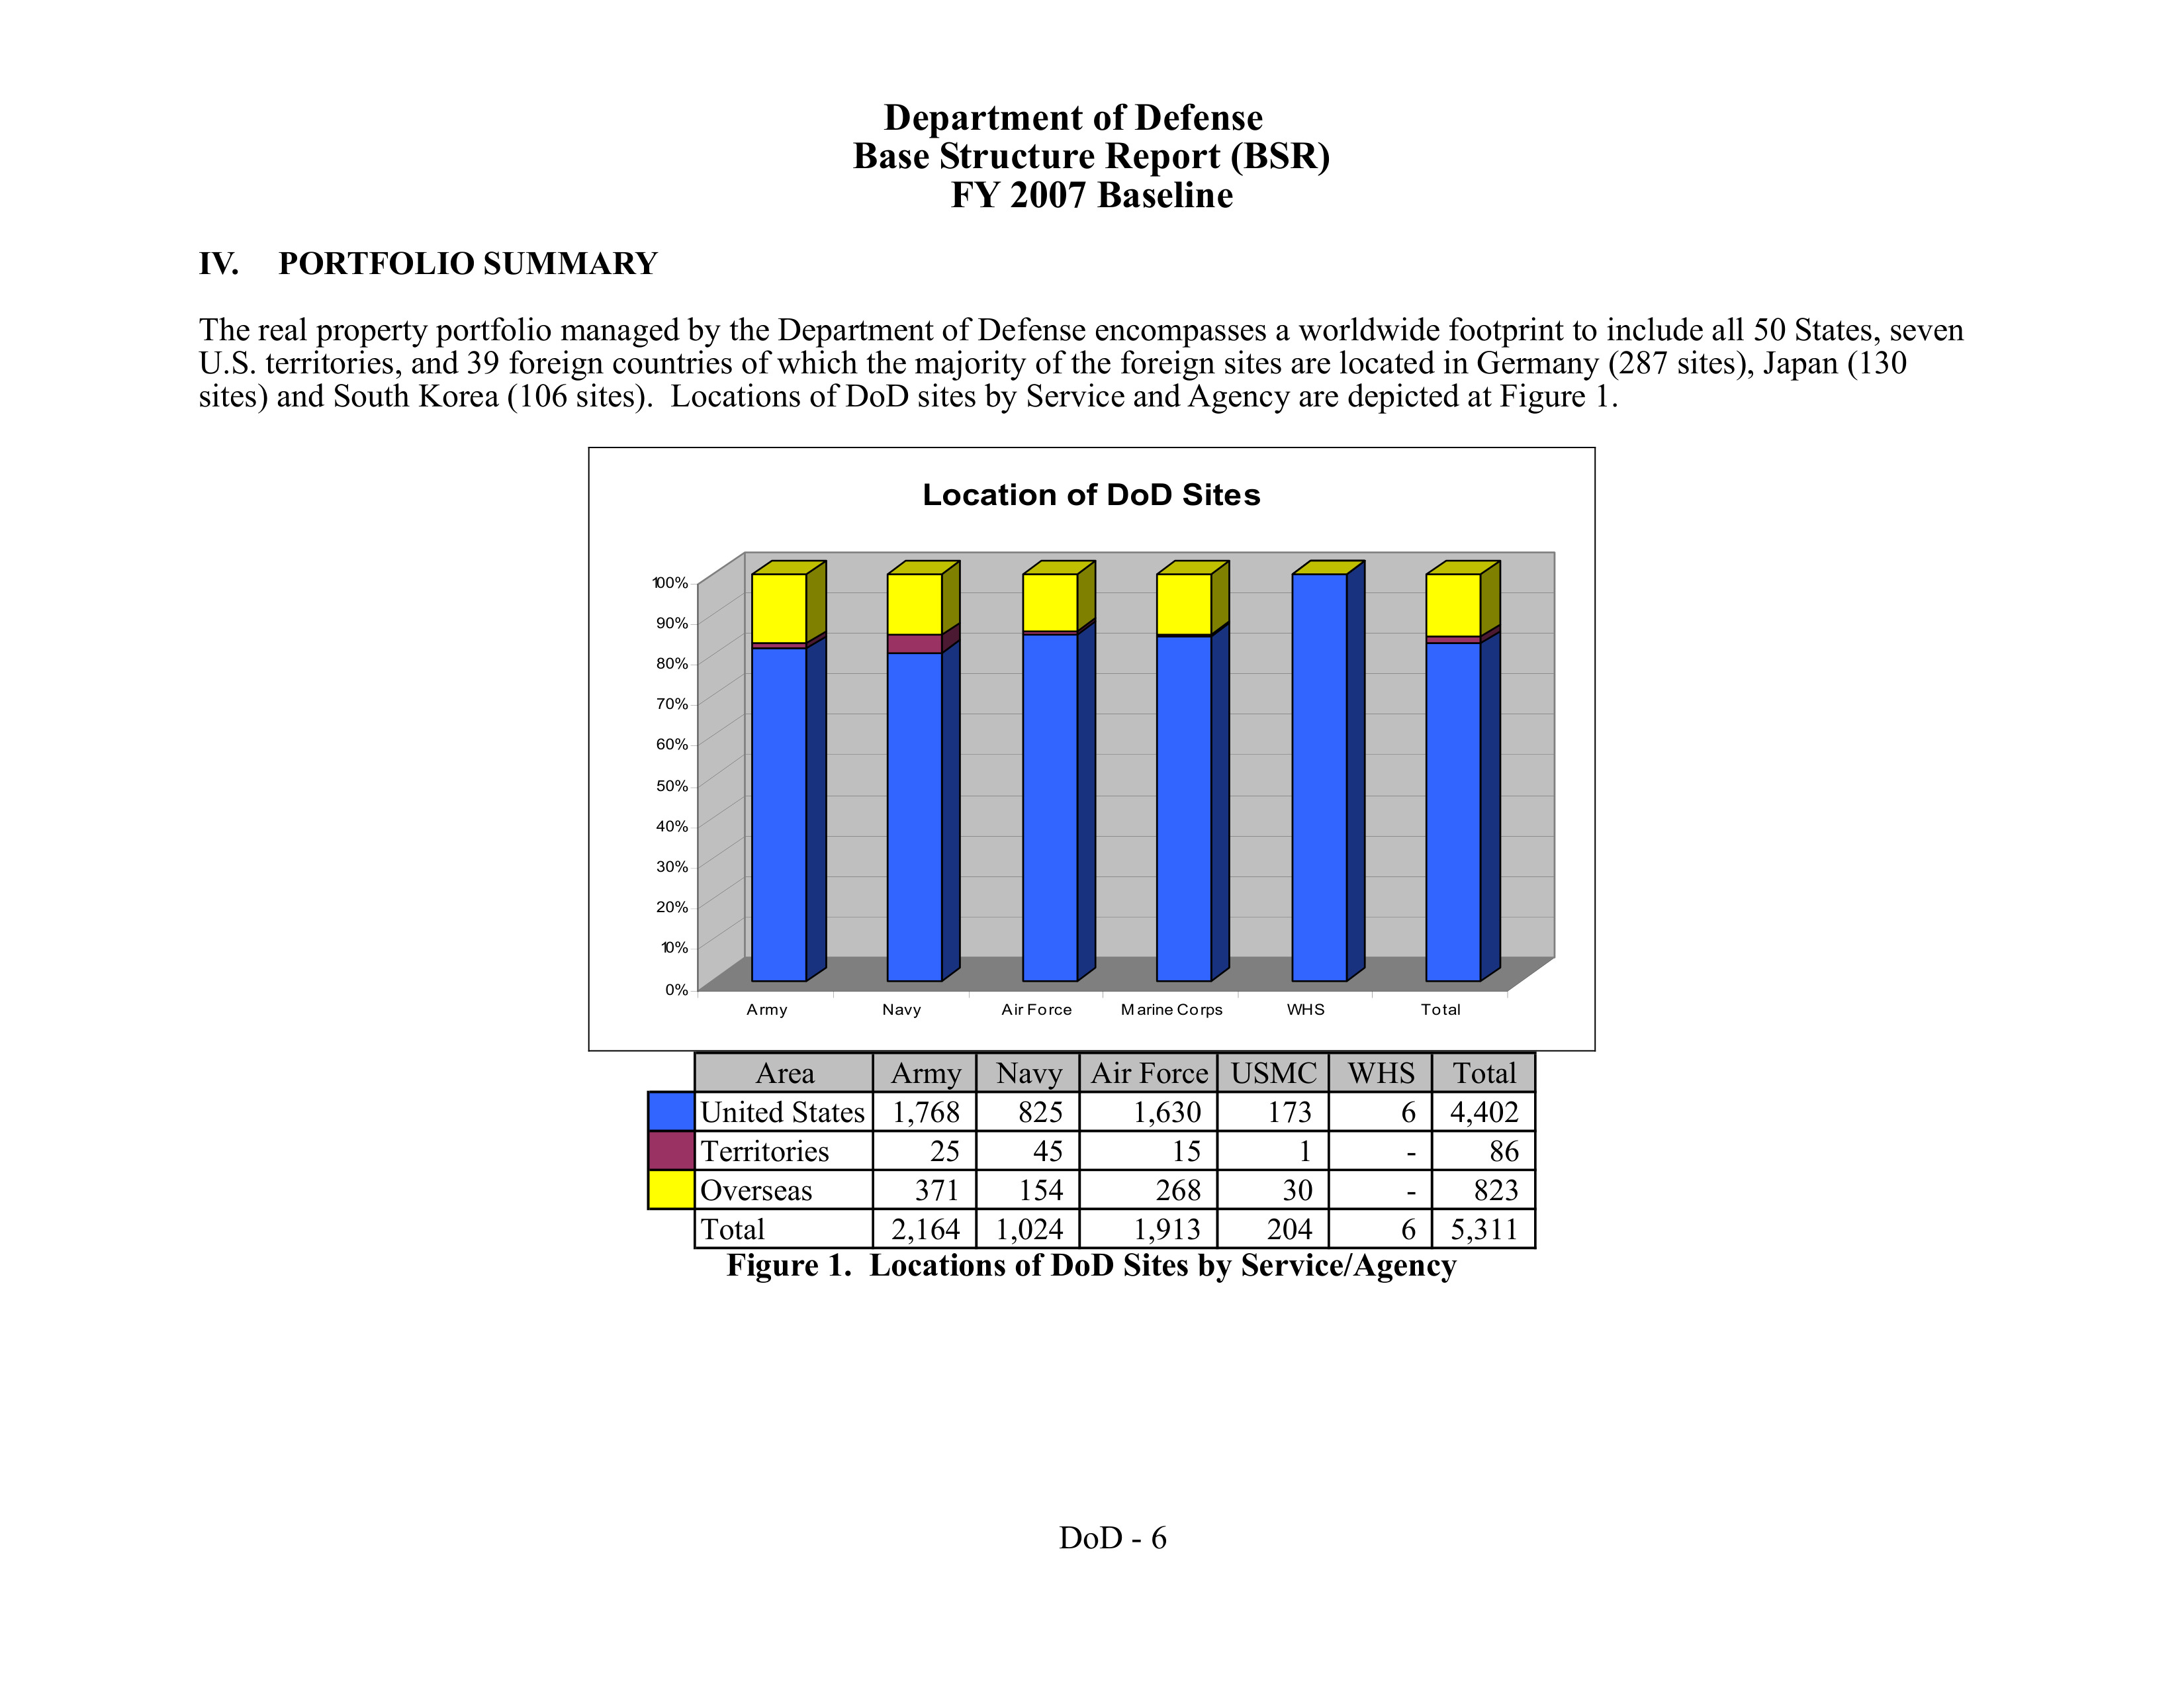 Department of Defense
Base Structure Report (BSR)
FY 2007 Baseline
IV. PORTFOLIO SUMMARY
The real property portfolio managed by the Department of Defense encompasses a worldwide footprint to include all 50 States, seven
U.S. territories, and 39 foreign countries of which the majority of the foreign sites are located in Germany (287 sites), Japan (130
sites) and South Korea (106 sites). Locations of DoD sites by Service and Agency are depicted at Figure 1.
Location of DoD Sites
100%
90%
80%
70%
60%
50%
40%
30%
20%
10%
0%
Army Navy Air Force Marine Corps WHS Total
Area Army Navy Air Force USMC WHS Total
United States 1,768 825 1,630 173 6 4,402
Territories 25 45 15 1 - 86
Overseas 371 154 268 30 - 823
Total 2,164 1,024 1,913 204 6 5,311
Figure 1. Locations of DoD Sites by Service/Agency
DoD - 6